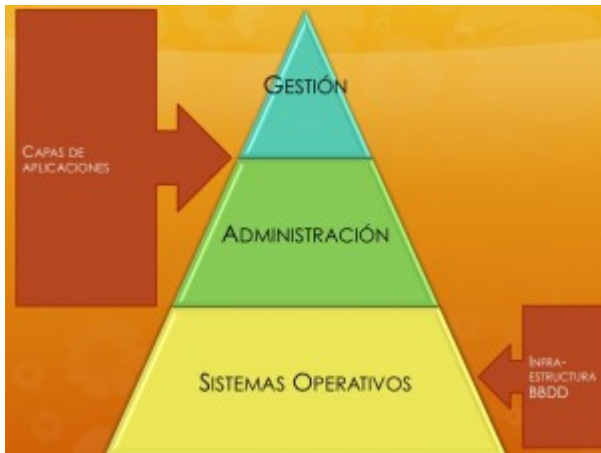 GESTIÓN
CAPAS DE
APLICACIONES
ADMINISTRACIÓN
SISTEMAS OPERATIVOS
INFRA-
ESTRUCTURA
BBDD